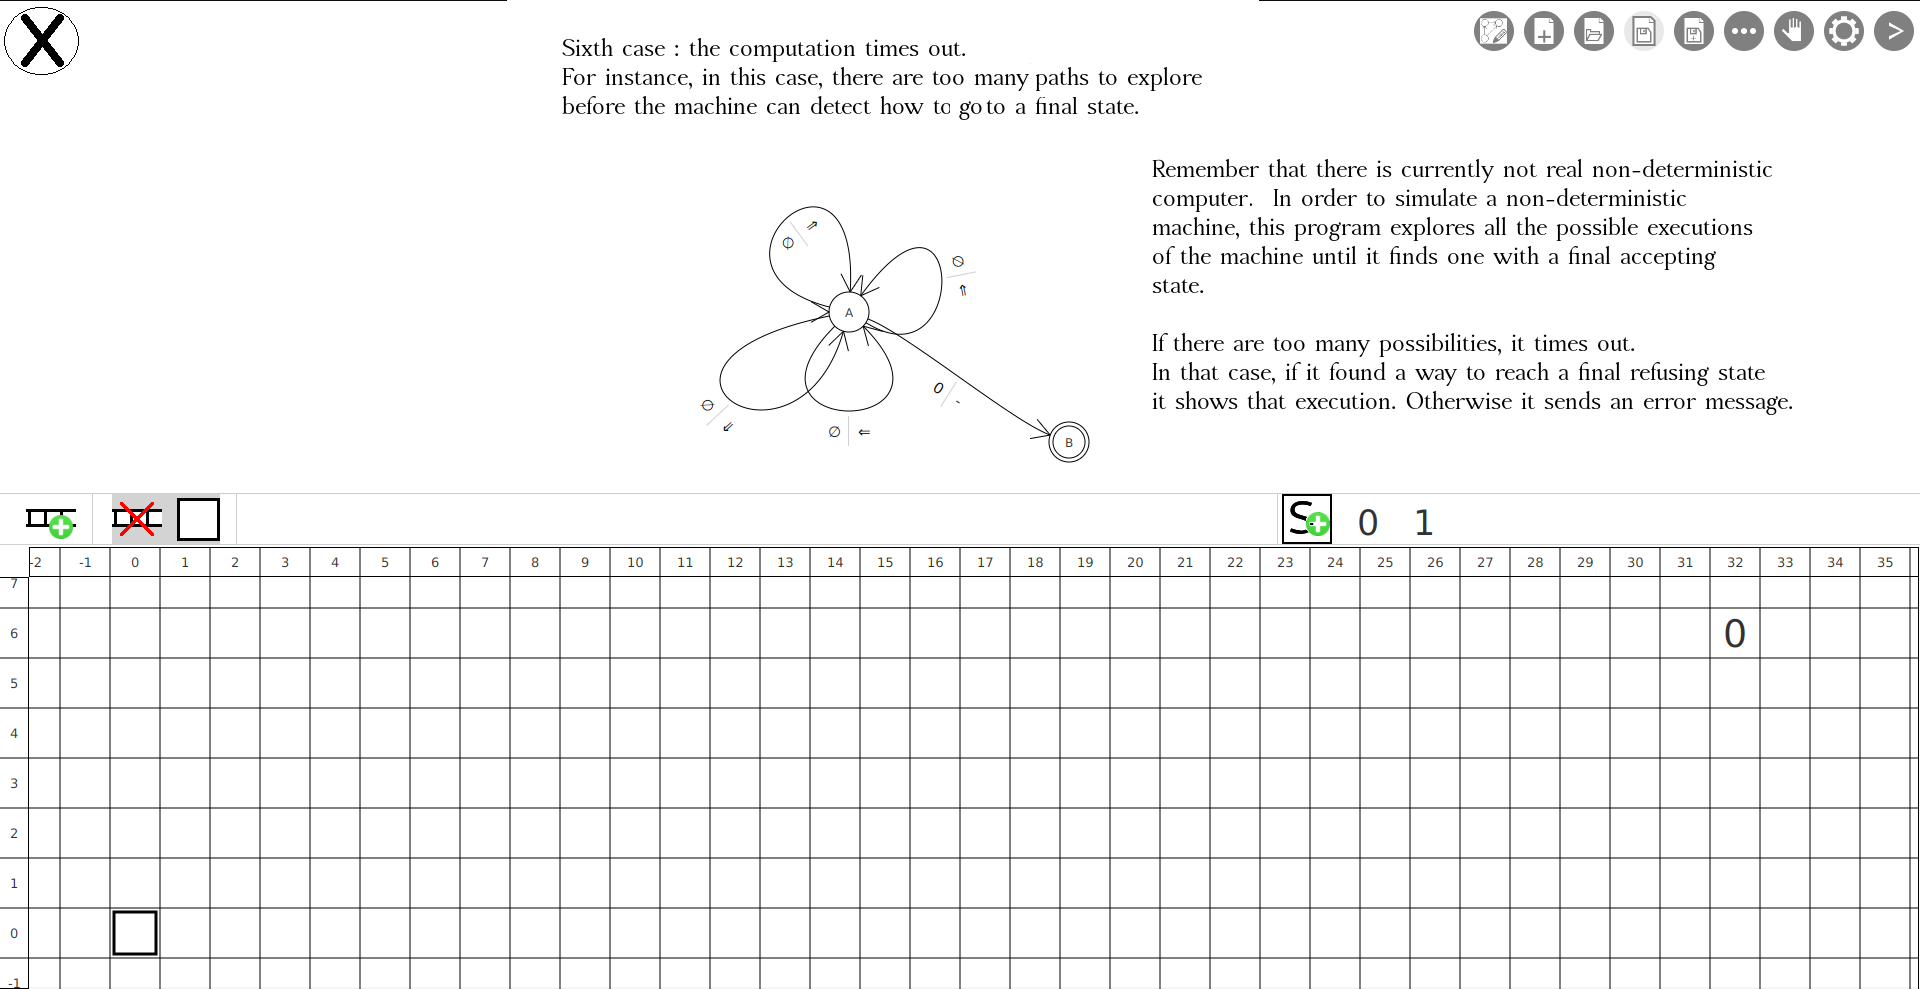 Sixth case : the computation times out.
For instance, in this case, there are too many paths to explore
before the machine can detect how to go to a final state.
Remember that there is currently not real non-deterministic
computer. In order to simulate a non-deterministic
machine, this program explores all the possible executions
of the machine until it finds one with a final accepting
state.
If there are too many possibilities, it times out.
In that case, if it found a way to reach a final refusing state
it shows that execution. Otherwise it sends an error message.
∅ ⇒
∅ ⇒
A
0 -
∅ ⇐
∅ ⇐
B
S 0 1
-2 -1 0 1 2 3 4 5 6 7 8 9 10 11 12 13 14 15 16 17 18 19 20 21 22 23 24 25 26 27 28 29 30 31 32 33 34 35
7
6 0
5
4
3
2
1
0
-1